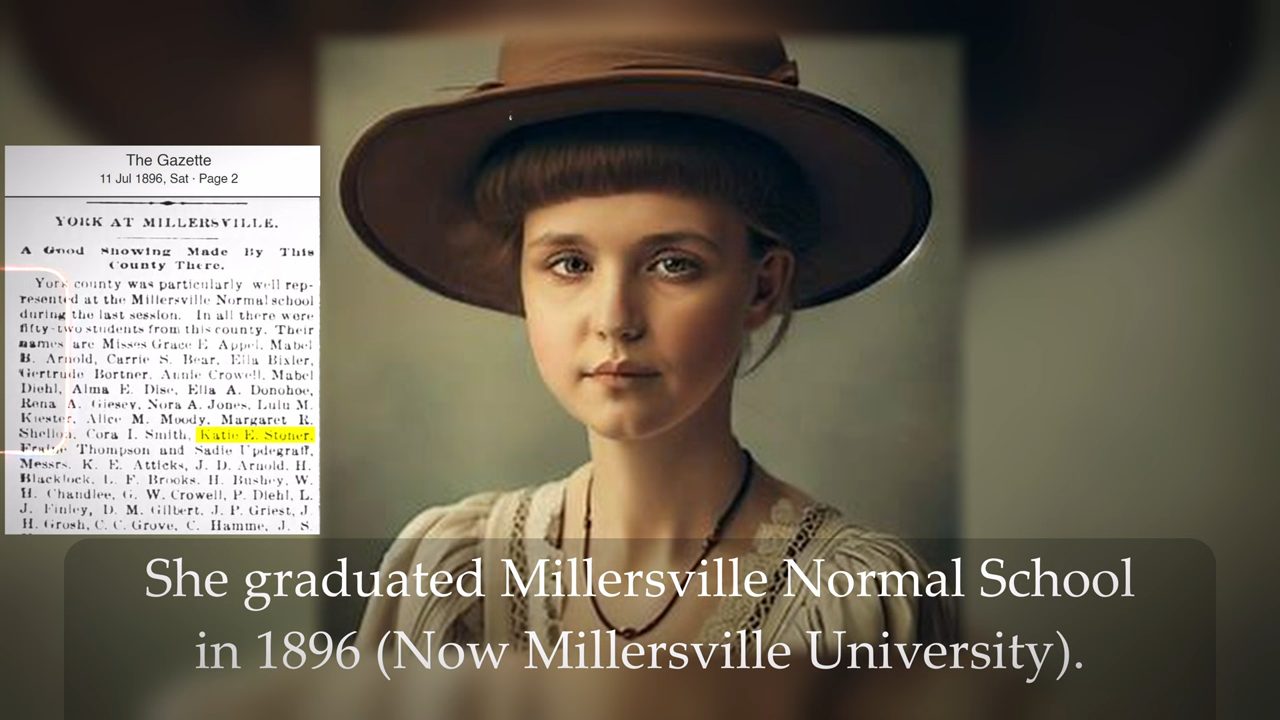 The Gazette
11 Jul 1896, Sat · Page 2
YORK AT MILLERSVILLE.
A Good Showing Made By This
County There.
York county was particularly well rep-
resented at the Millersville Normal school
during the last session. In all there were
fifty-two students from this county. Their
names are Misses Grace E. Appel, Mabel
B. Arnold, Carrie S. Bear, Ella Bixler,
Gertrude Bortner, Annie Crowell, Mabel
Diehl, Alma E. Dise, Ella A. Donohoe,
Rena A. Giesey, Nora A. Jones, Lulu M.
Kiester, Alice M. Moody, Margaret R.
Shelton, Cora I. Smith, Katie E. Stoner,
Thompson and Sadie Updegraff,
Messrs. K. E. Atticks, J. D. Arnold, H.
Blacklock, L. F. Brooks, H. Bushey, W.
H. Chandlee, G. W. Crowell, P. Diehl, L.
J. Finley, D. M. Gilbert, J. P. Griest, J.
H. Grosh, C. C. Grove, C. Hamme, J. S.
She graduated Millersville Normal School
in 1896 (Now Millersville University).